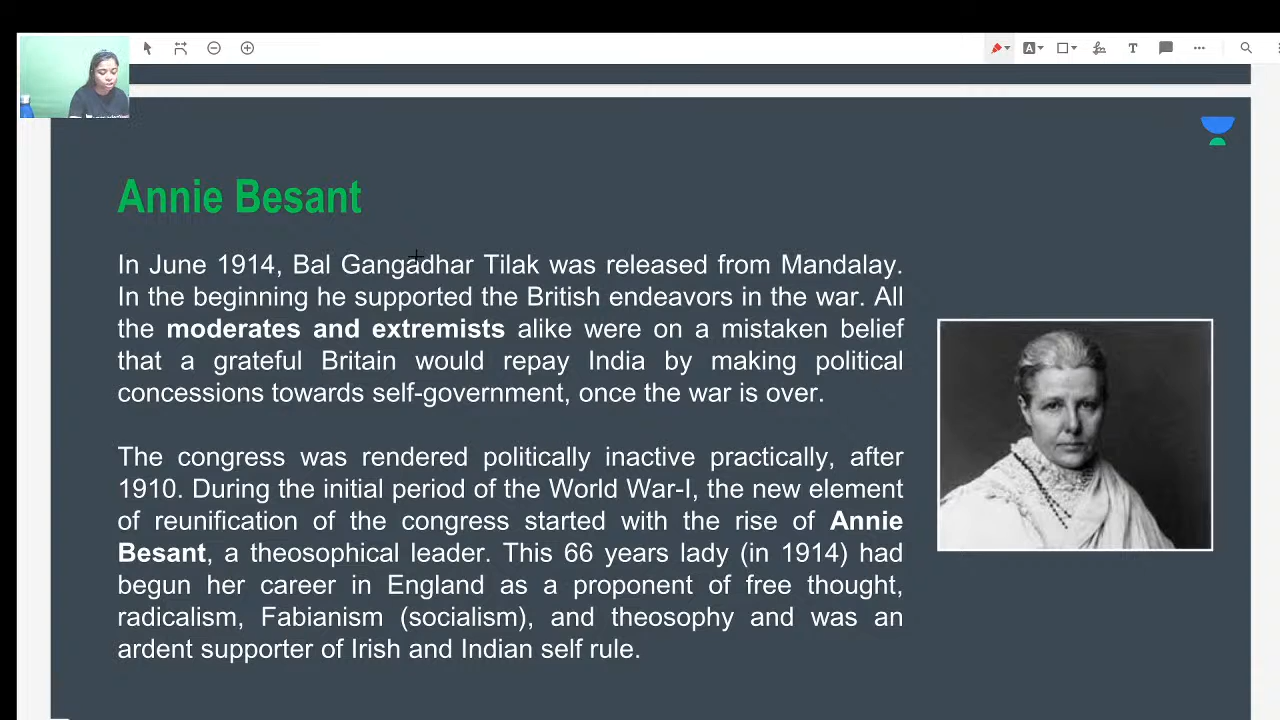 Annie Besant
In June 1914, Bal Gangadhar Tilak was released from Mandalay.
In the beginning he supported the British endeavors in the war. All
the moderates and extremists alike were on a mistaken belief
that a grateful Britain would repay India by making political
concessions towards self-government, once the war is over.
The congress was rendered politically inactive practically, after
1910. During the initial period of the World War-I, the new element
of reunification of the congress started with the rise of Annie
Besant, a theosophical leader. This 66 years lady (in 1914) had
begun her career in England as a proponent of free thought,
radicalism, Fabianism (socialism), and theosophy and was an
ardent supporter of Irish and Indian self rule.